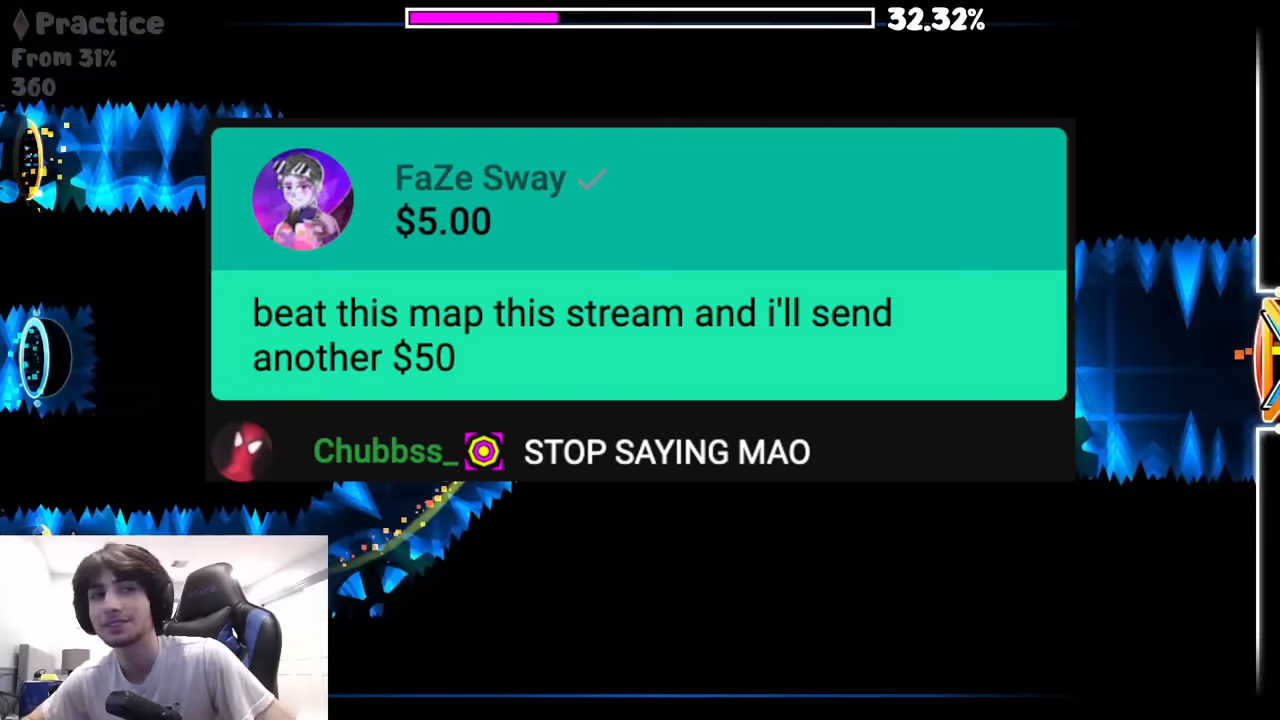 Practice
From 31%
360
32.32%
FaZe Sway
$5.00
beat this map this stream and i'll send
another $50
Chubbss_ STOP SAYING MAO